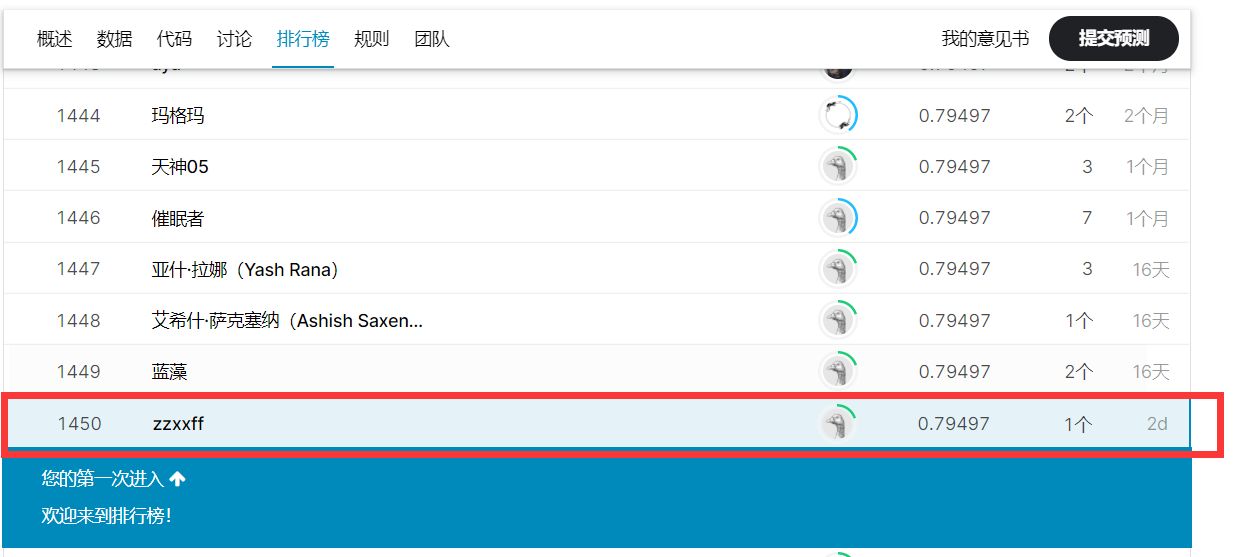 概述 数据 代码 讨论 排行榜 规则 团队 我的意见书 提交预测
1444 玛格玛 0.79497 2个 2个月
1445 天神05 0.79497 3 1个月
1446 催眠者 0.79497 7 1个月
1447 亚什·拉娜（Yash Rana） 0.79497 3 16天
1448 艾希什·萨克塞纳（Ashish Saxen... 0.79497 1个 16天
1449 蓝藻 0.79497 2个 16天
1450 zzxxff 0.79497 1个 2d
您的第一次进入
欢迎来到排行榜！